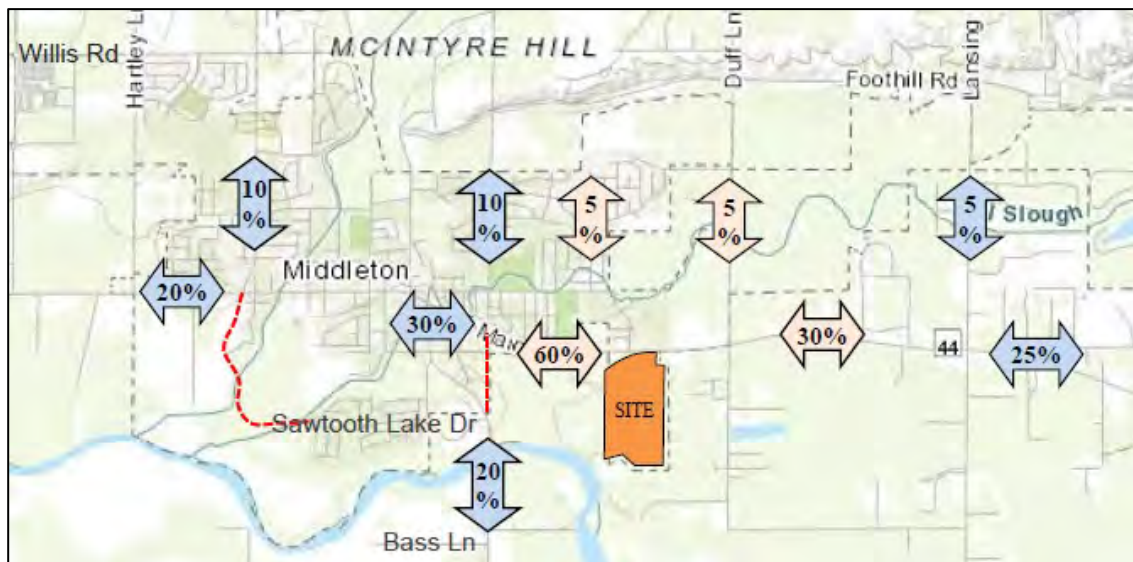 MCINTYRE HILL
Willis Rd
Hartley Ln
Duff Ln
Foothill Rd
Lansing
10
%
10
%
5
%
5
%
5
%
Slough
Middleton
20%
30%
Main
60%
30%
44
25%
SITE
Sawtooth Lake Dr
20
%
Bass Ln